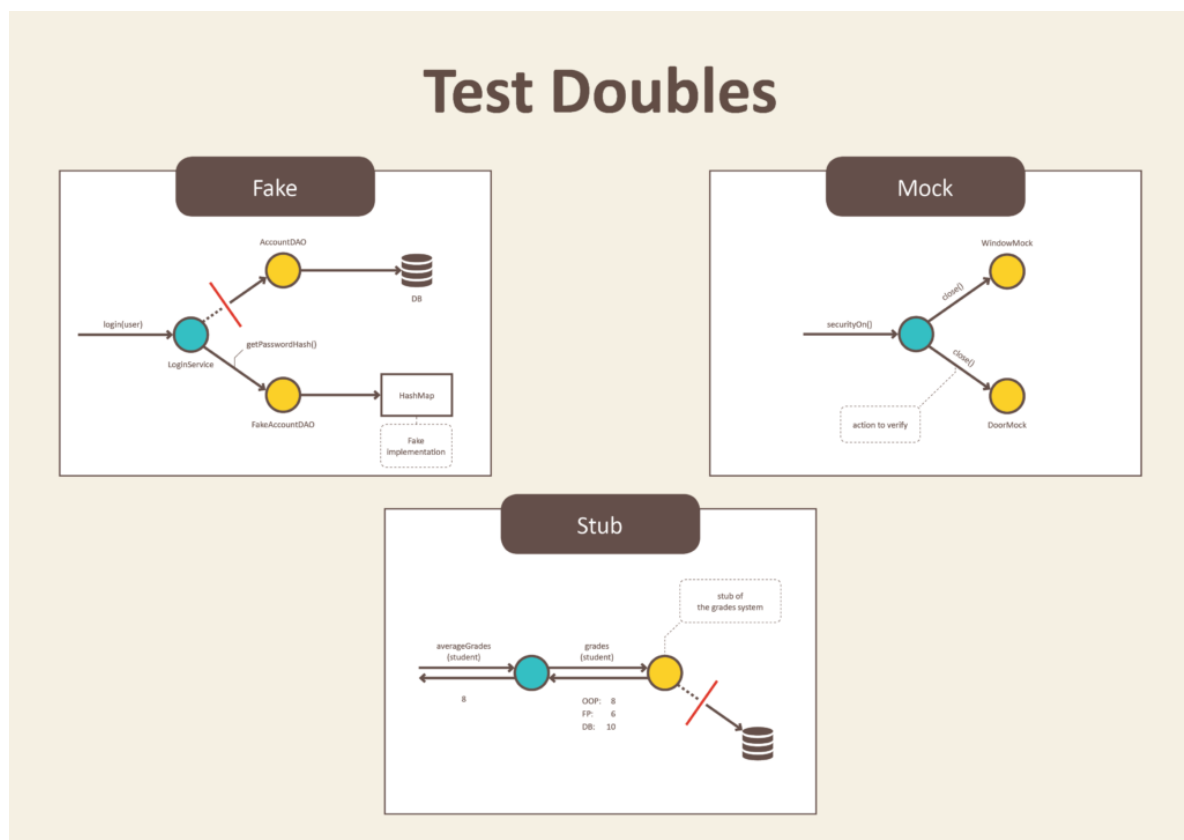 Test Doubles
Fake
AccountDAO
DB
login(user)
getPasswordHash()
LogInService
HashMap
FakeAccountDAO
Fake
implementation
Mock
WindowMock
close()
securityOn()
close()
action to verify
DoorMock
Stub
stub of
the grades system
averageGrades
(student)
grades
(student)
8
OOP: 8
FP: 6
DB: 10